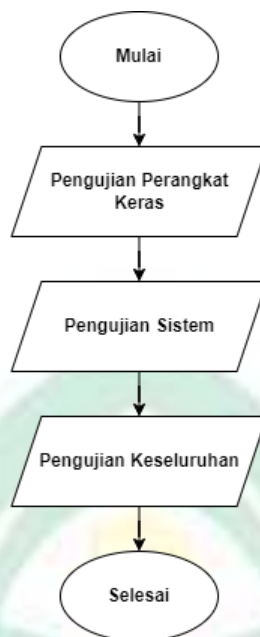 Mulai
Pengujian Perangkat
Keras
Pengujian Sistem
Pengujian Keseluruhan
Selesai